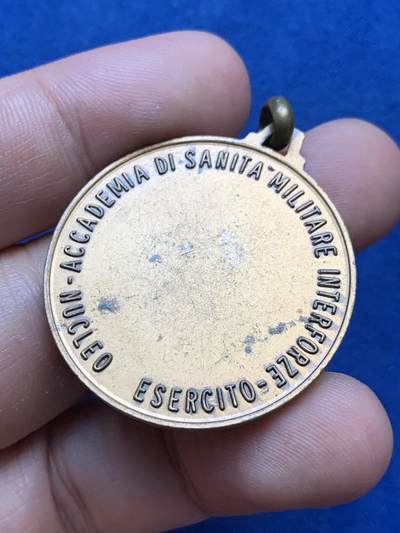 ACCADEMIA DI SANITA' MILITARE INTERFORZE - NUCLEO ESERCITO -